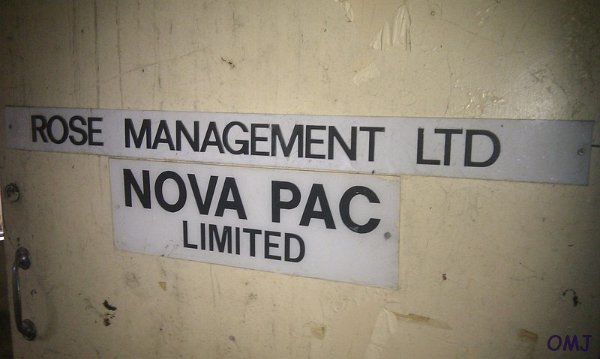 ROSE MANAGEMENT LTD
NOVA PAC
LIMITED
OMJ